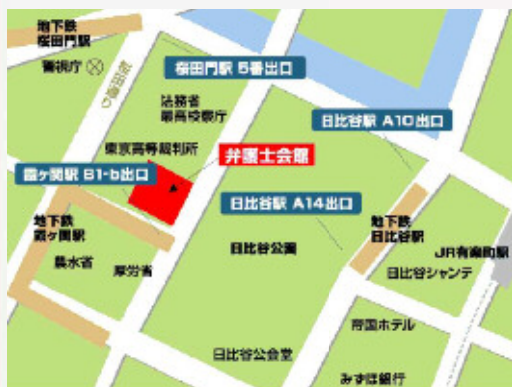 地下鉄
桜田門駅
警視庁
桜田通り
桜田門駅 5番出口
法務省
最高検察庁
日比谷駅 A10出口
東京高等裁判所
弁護士会館
霞ヶ関駅 B1-b出口
日比谷駅 A14出口
地下鉄
霞ヶ関駅
地下鉄
日比谷駅
日比谷公園
JR有楽町駅
農水省
厚労省
日比谷シャンテ
帝国ホテル
日比谷公会堂
みずほ銀行